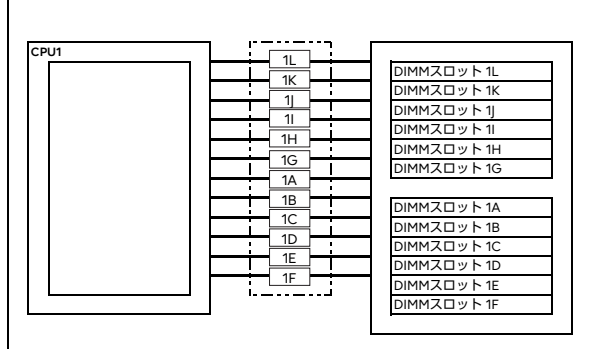 CPU1
1L
1K
1J
1I
1H
1G
1A
1B
1C
1D
1E
1F
DIMMスロット 1L
DIMMスロット 1K
DIMMスロット 1J
DIMMスロット 1I
DIMMスロット 1H
DIMMスロット 1G
DIMMスロット 1A
DIMMスロット 1B
DIMMスロット 1C
DIMMスロット 1D
DIMMスロット 1E
DIMMスロット 1F